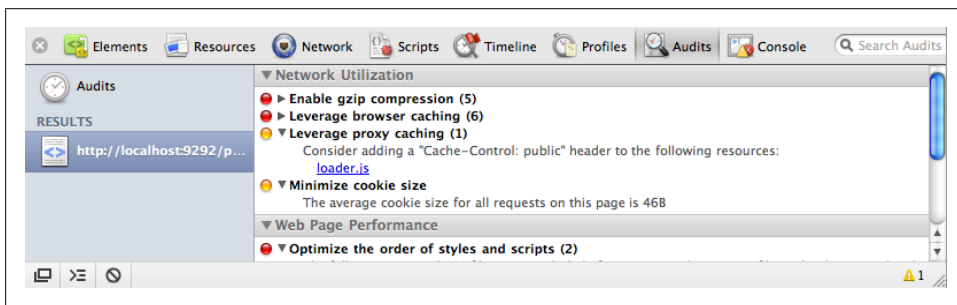 Elements Resources Network Scripts Timeline Profiles Audits Console Search Audits
Audits
RESULTS
http://localhost:9292/p...
Network Utilization
Enable gzip compression (5)
Leverage browser caching (6)
Leverage proxy caching (1)
Consider adding a "Cache-Control: public" header to the following resources:
loader.js
Minimize cookie size
The average cookie size for all requests on this page is 46B
Web Page Performance
Optimize the order of styles and scripts (2)
1